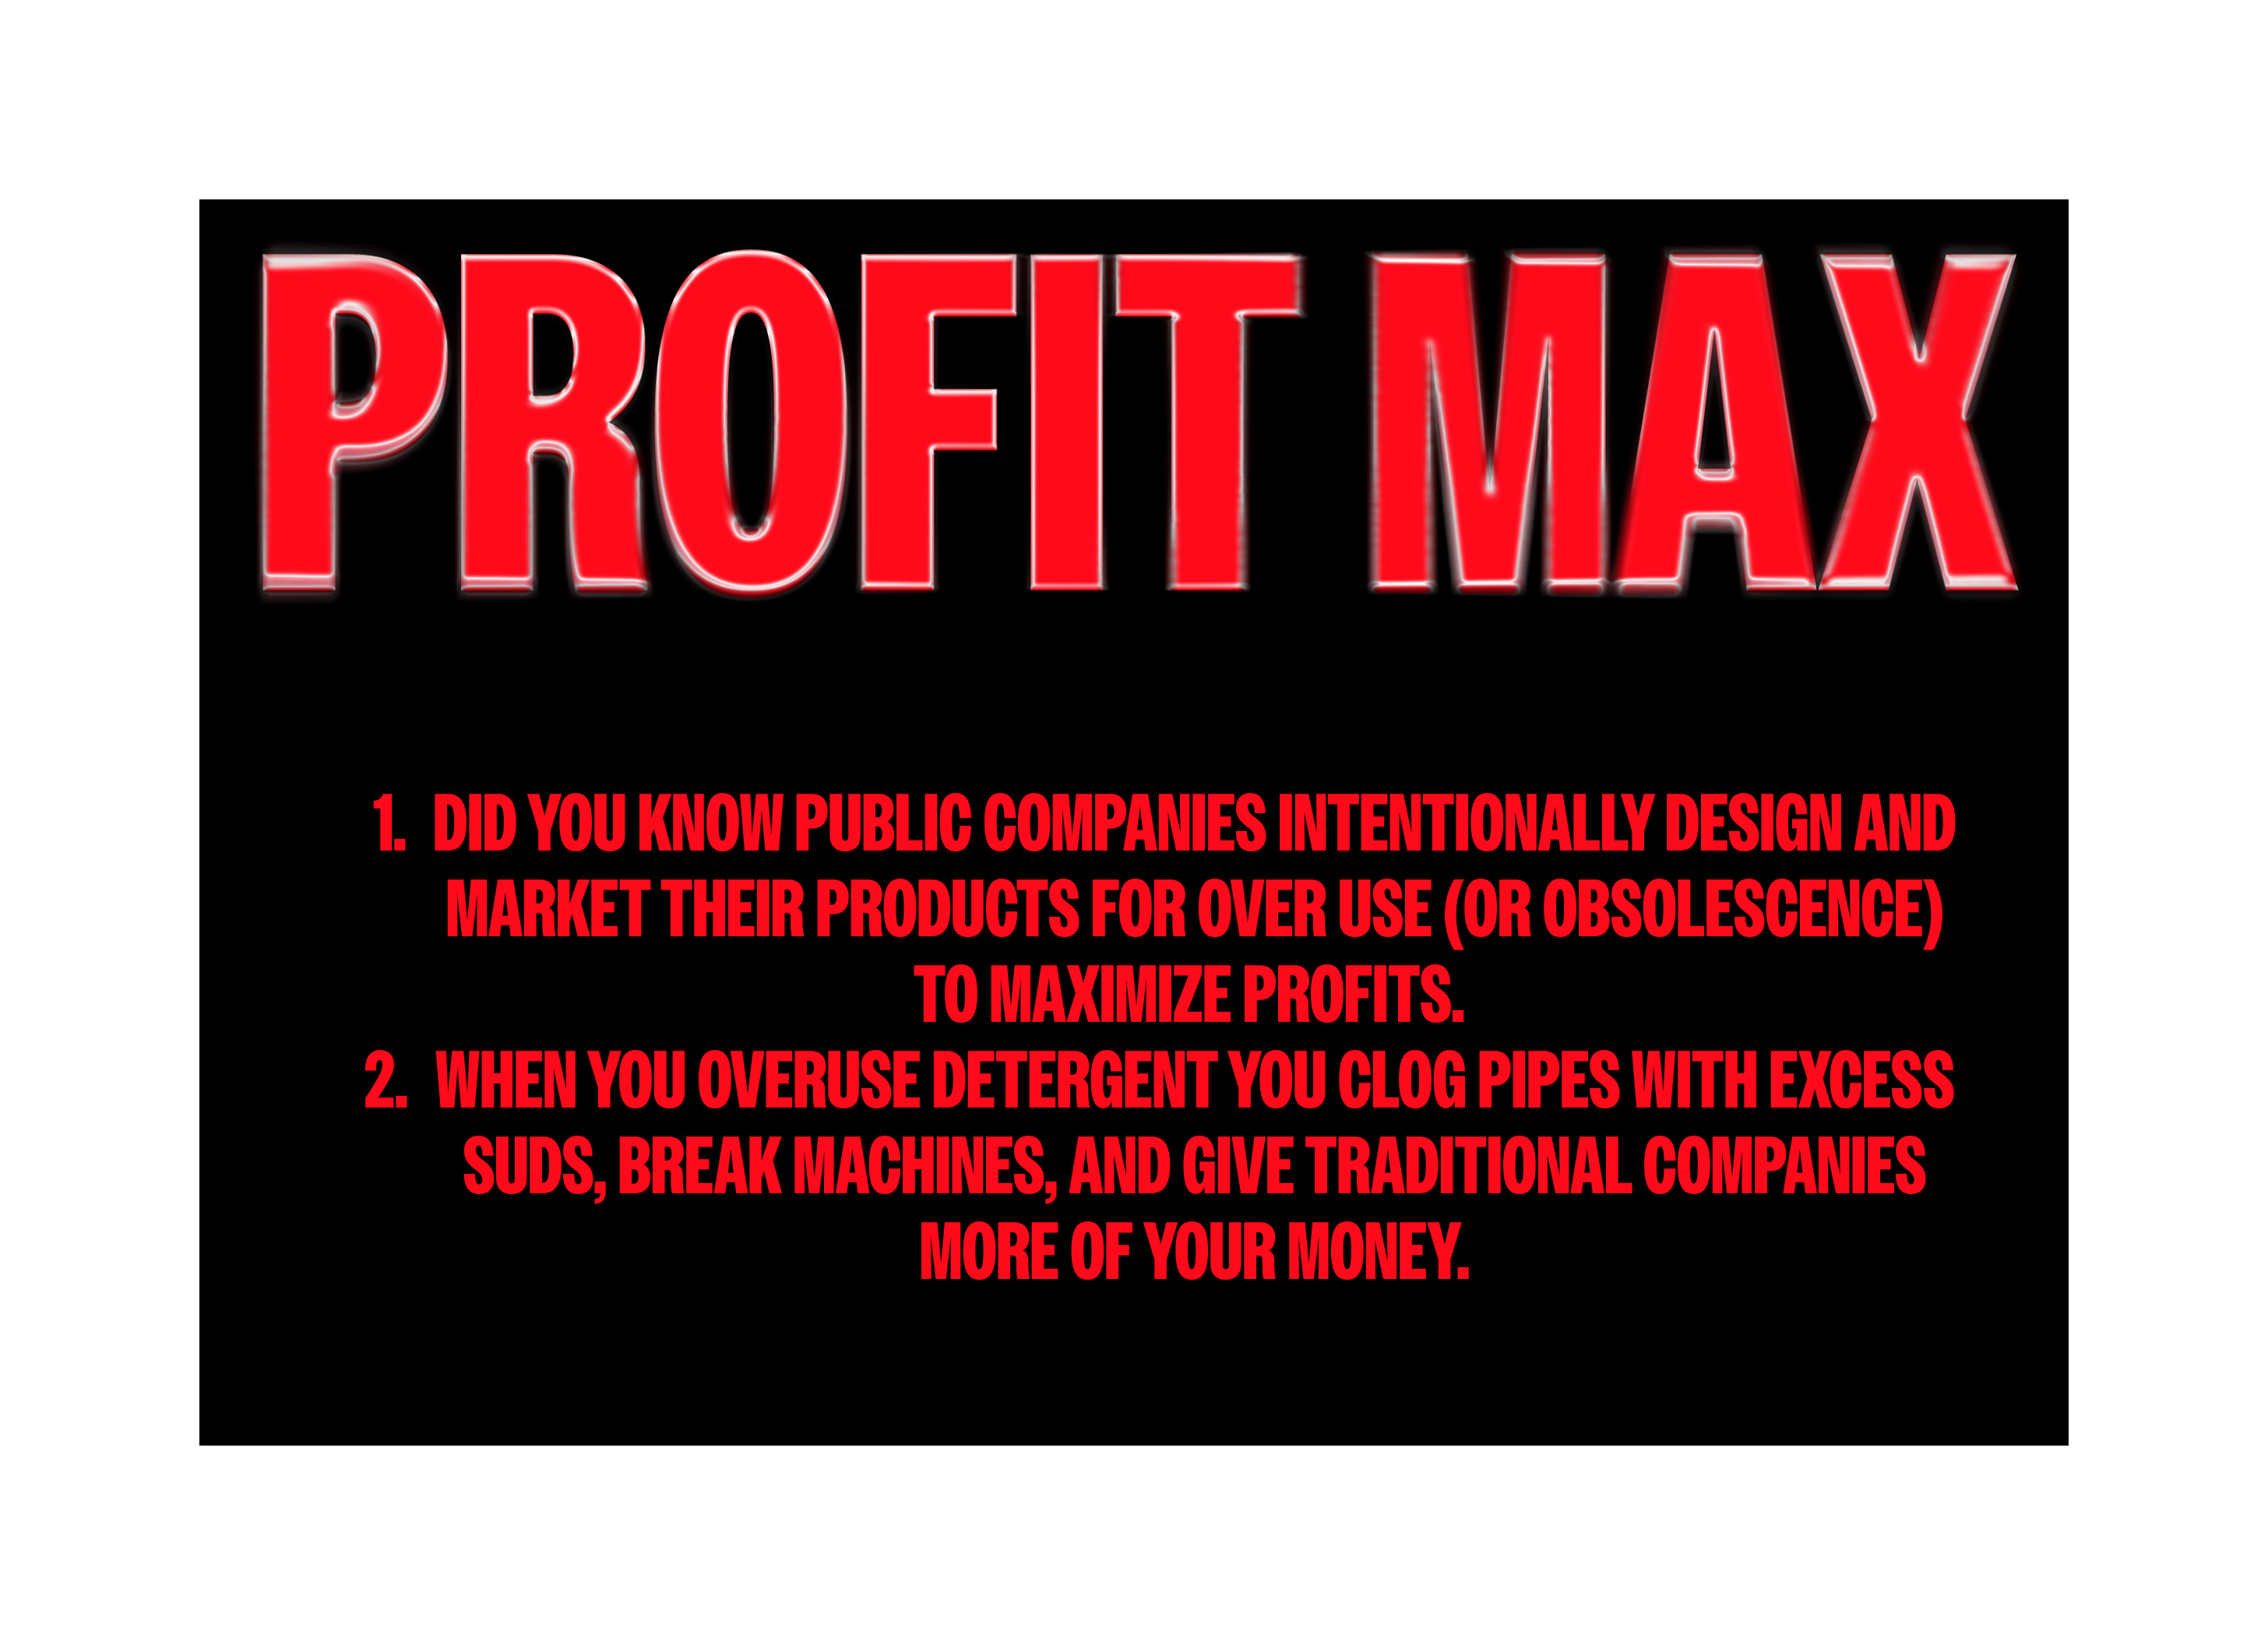 PROFIT MAX
1. DID YOU KNOW PUBLIC COMPANIES INTENTIONALLY DESIGN AND
MARKET THEIR PRODUCTS FOR OVER USE (OR OBSOLESCENCE)
TO MAXIMIZE PROFITS.
2. WHEN YOU OVERUSE DETERGENT YOU CLOG PIPES WITH EXCESS
SUDS, BREAK MACHINES, AND GIVE TRADITIONAL COMPANIES
MORE OF YOUR MONEY.